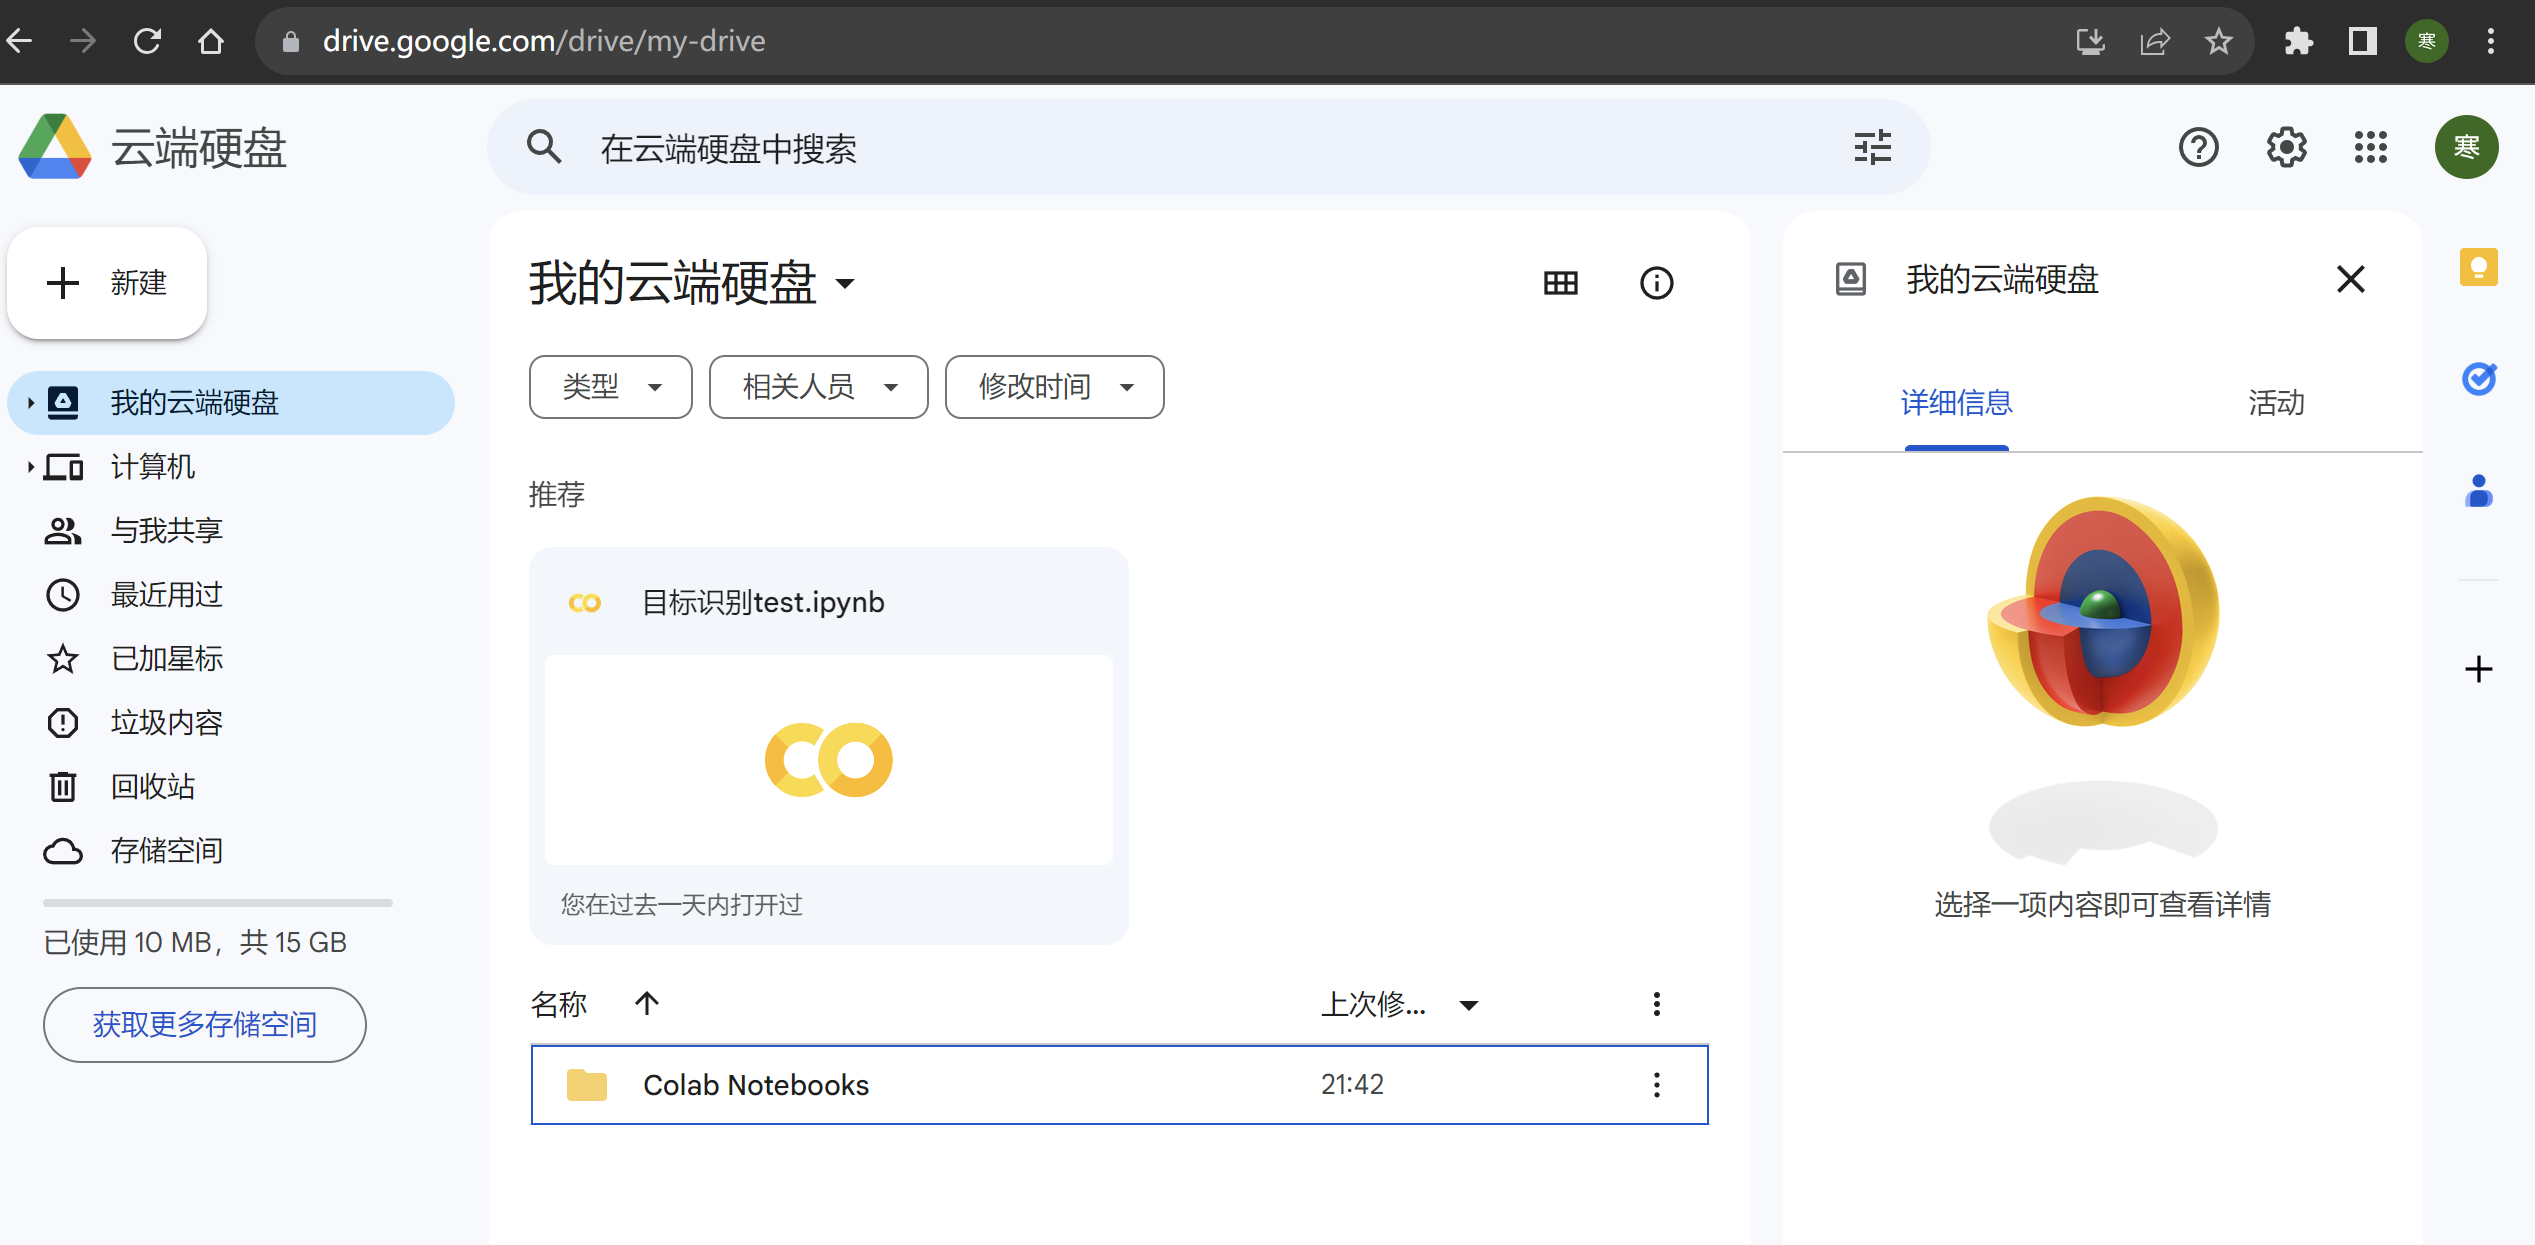 drive.google.com/drive/my-drive
寒
云端硬盘
在云端硬盘中搜索
寒
新建
我的云端硬盘
计算机
与我共享
最近用过
已加星标
垃圾内容
回收站
存储空间
已使用 10 MB，共 15 GB
获取更多存储空间
我的云端硬盘
类型
相关人员
修改时间
推荐
目标识别test.ipynb
您在过去一天内打开过
名称
上次修...
Colab Notebooks
21:42
我的云端硬盘
详细信息
活动
选择一项内容即可查看详情